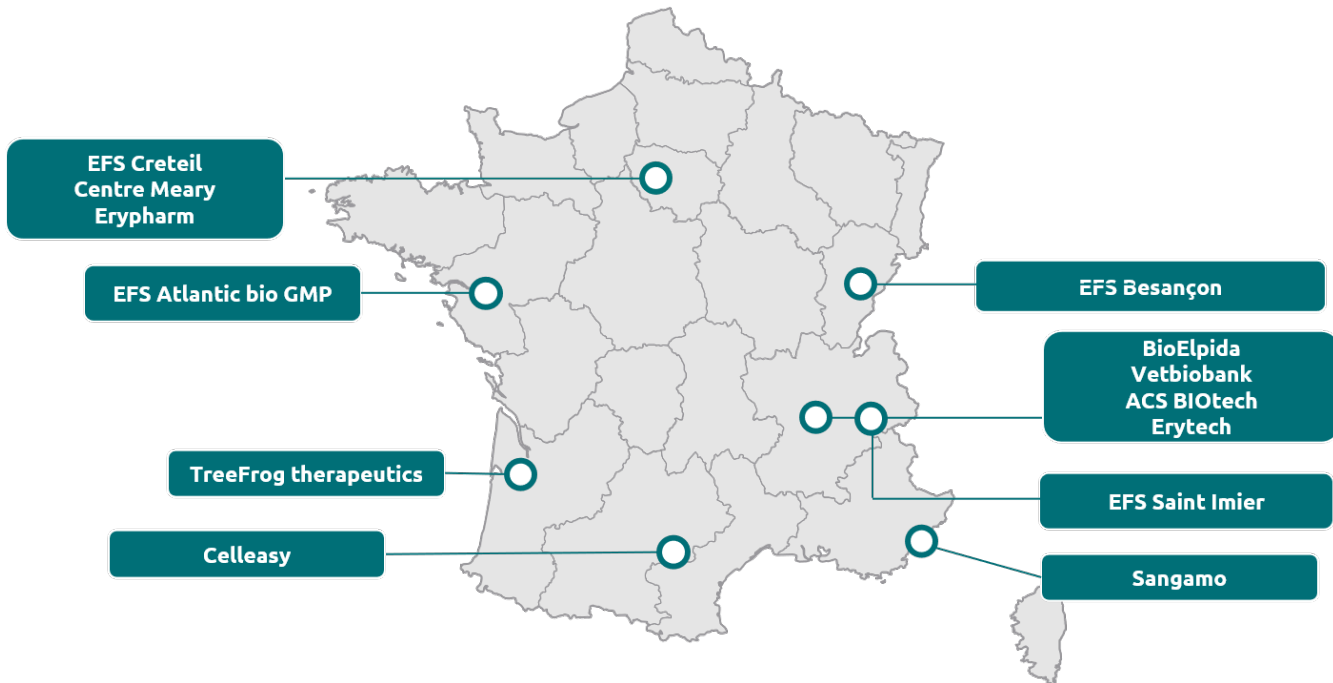 EFS Creteil
Centre Meary
Erypharm
EFS Atlantic bio GMP
TreeFrog therapeutics
Celleasy
EFS Besançon
BioElpida
Vetbiobank
ACS BIOtech
Erytech
EFS Saint Imier
Sangamo